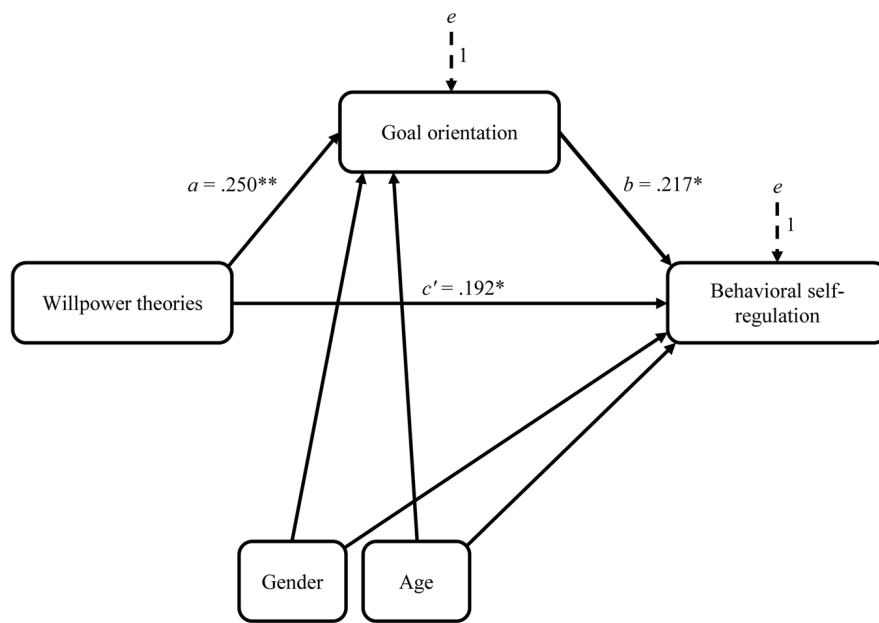 e
1
Goal orientation
a = .250**
b = .217*
e
1
Willpower theories
c′ = .192*
Behavioral self-
regulation
Gender
Age